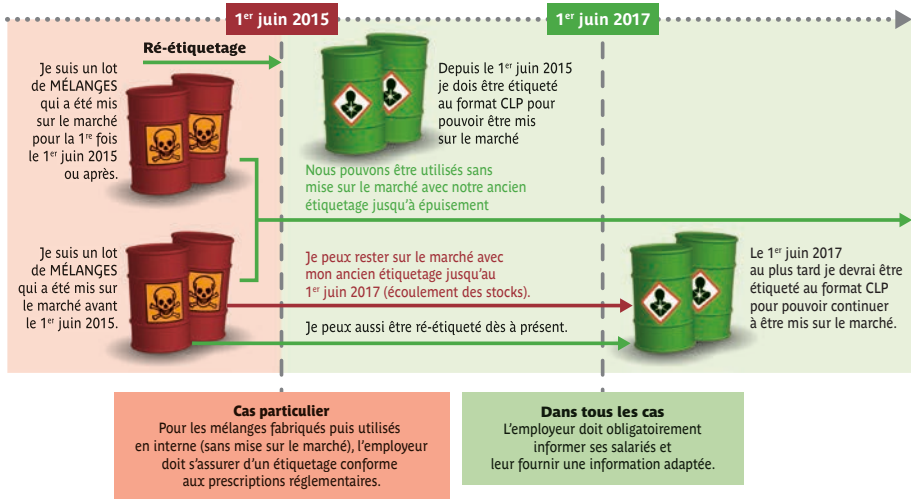 1er juin 2015
1er juin 2017
Ré-étiquetage
Je suis un lot
de MÉLANGES
qui a été mis
sur le marché
pour la 1re fois
le 1er juin 2015
ou après.
Depuis le 1er juin 2015
je dois être étiqueté
au format CLP pour
pouvoir être mis
sur le marché
Nous pouvons être utilisés sans
mise sur le marché avec notre ancien
étiquetage jusqu'à épuisement
Je suis un lot
de MÉLANGES
qui a été mis sur
le marché avant
le 1er juin 2015.
Je peux rester sur le marché avec
mon ancien étiquetage jusqu'au
1er juin 2017 (écoulement des stocks).
Je peux aussi être ré-étiqueté dès à présent.
Le 1er juin 2017
au plus tard je devrai être
étiqueté au format CLP
pour pouvoir continuer
à être mis sur le marché.
Cas particulier
Pour les mélanges fabriqués puis utilisés
en interne (sans mise sur le marché), l'employeur
doit s'assurer d'un étiquetage conforme
aux prescriptions réglementaires.
Dans tous les cas
L'employeur doit obligatoirement
informer ses salariés et
leur fournir une information adaptée.